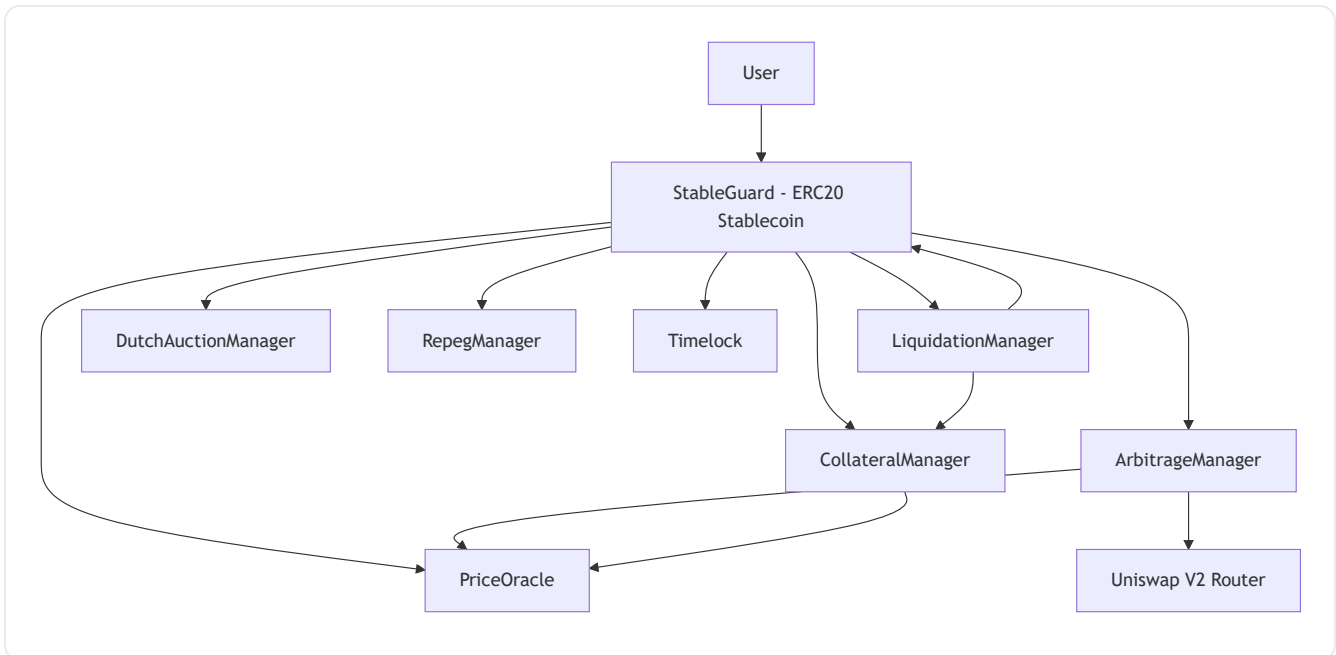 User
StableGuard - ERC20
Stablecoin
DutchAuctionManager
RepegManager
Timelock
LiquidationManager
CollateralManager
ArbitrageManager
PriceOracle
Uniswap V2 Router